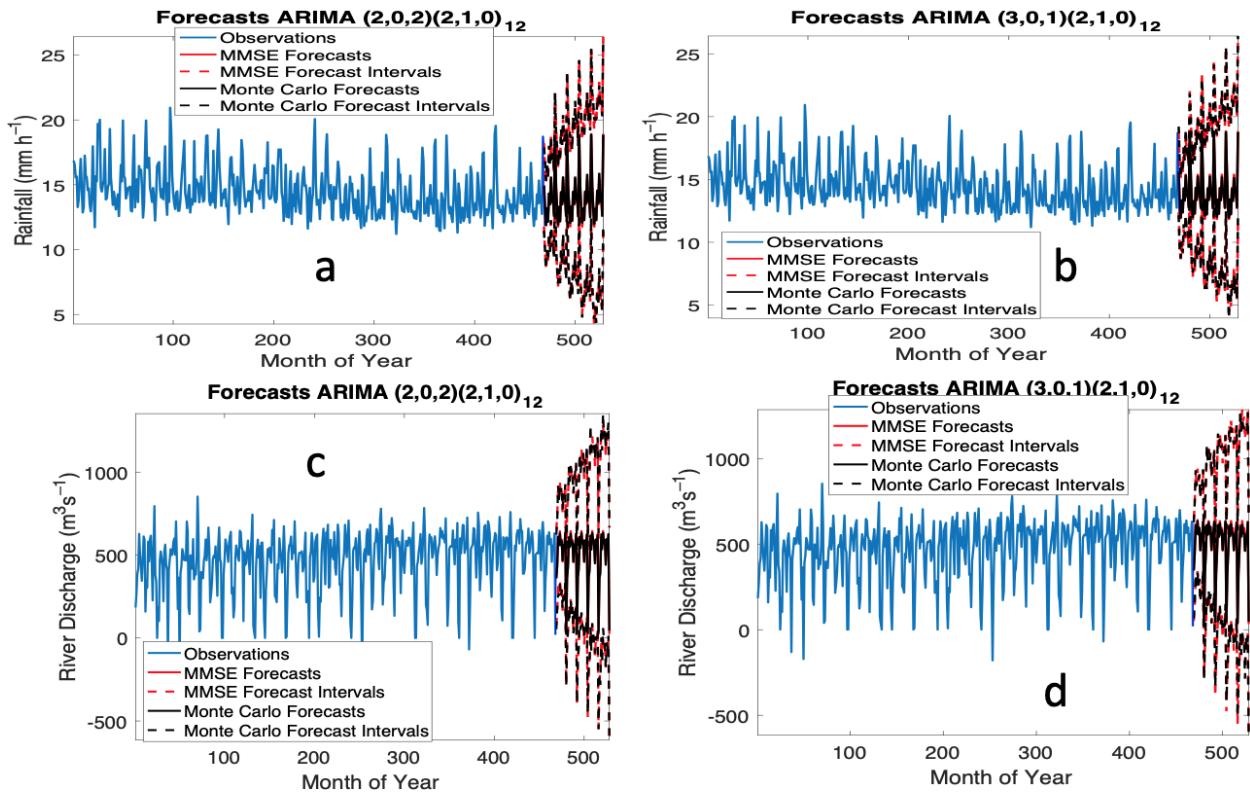 Forecasts ARIMA (2,0,2)(2,1,0)12
Observations
MMSE Forecasts
MMSE Forecast Intervals
Monte Carlo Forecasts
Monte Carlo Forecast Intervals
25
20
15
10
5
Rainfall (mm h−1)
a
100 200 300 400 500
Month of Year
Forecasts ARIMA (3,0,1)(2,1,0)12
25
20
15
10
5
Rainfall (mm h−1)
Observations
MMSE Forecasts
MMSE Forecast Intervals
Monte Carlo Forecasts
Monte Carlo Forecast Intervals
b
100 200 300 400 500
Month of Year
Forecasts ARIMA (2,0,2)(2,1,0)12
c
1000
500
0
-500
River Discharge (m3s−1)
Observations
MMSE Forecasts
MMSE Forecast Intervals
Monte Carlo Forecasts
Monte Carlo Forecast Intervals
100 200 300 400 500
Month of Year
Forecasts ARIMA (3,0,1)(2,1,0)12
Observations
MMSE Forecasts
MMSE Forecast Intervals
Monte Carlo Forecasts
Monte Carlo Forecast Intervals
1000
500
0
-500
River Discharge (m3s−1)
d
100 200 300 400 500
Month of Year